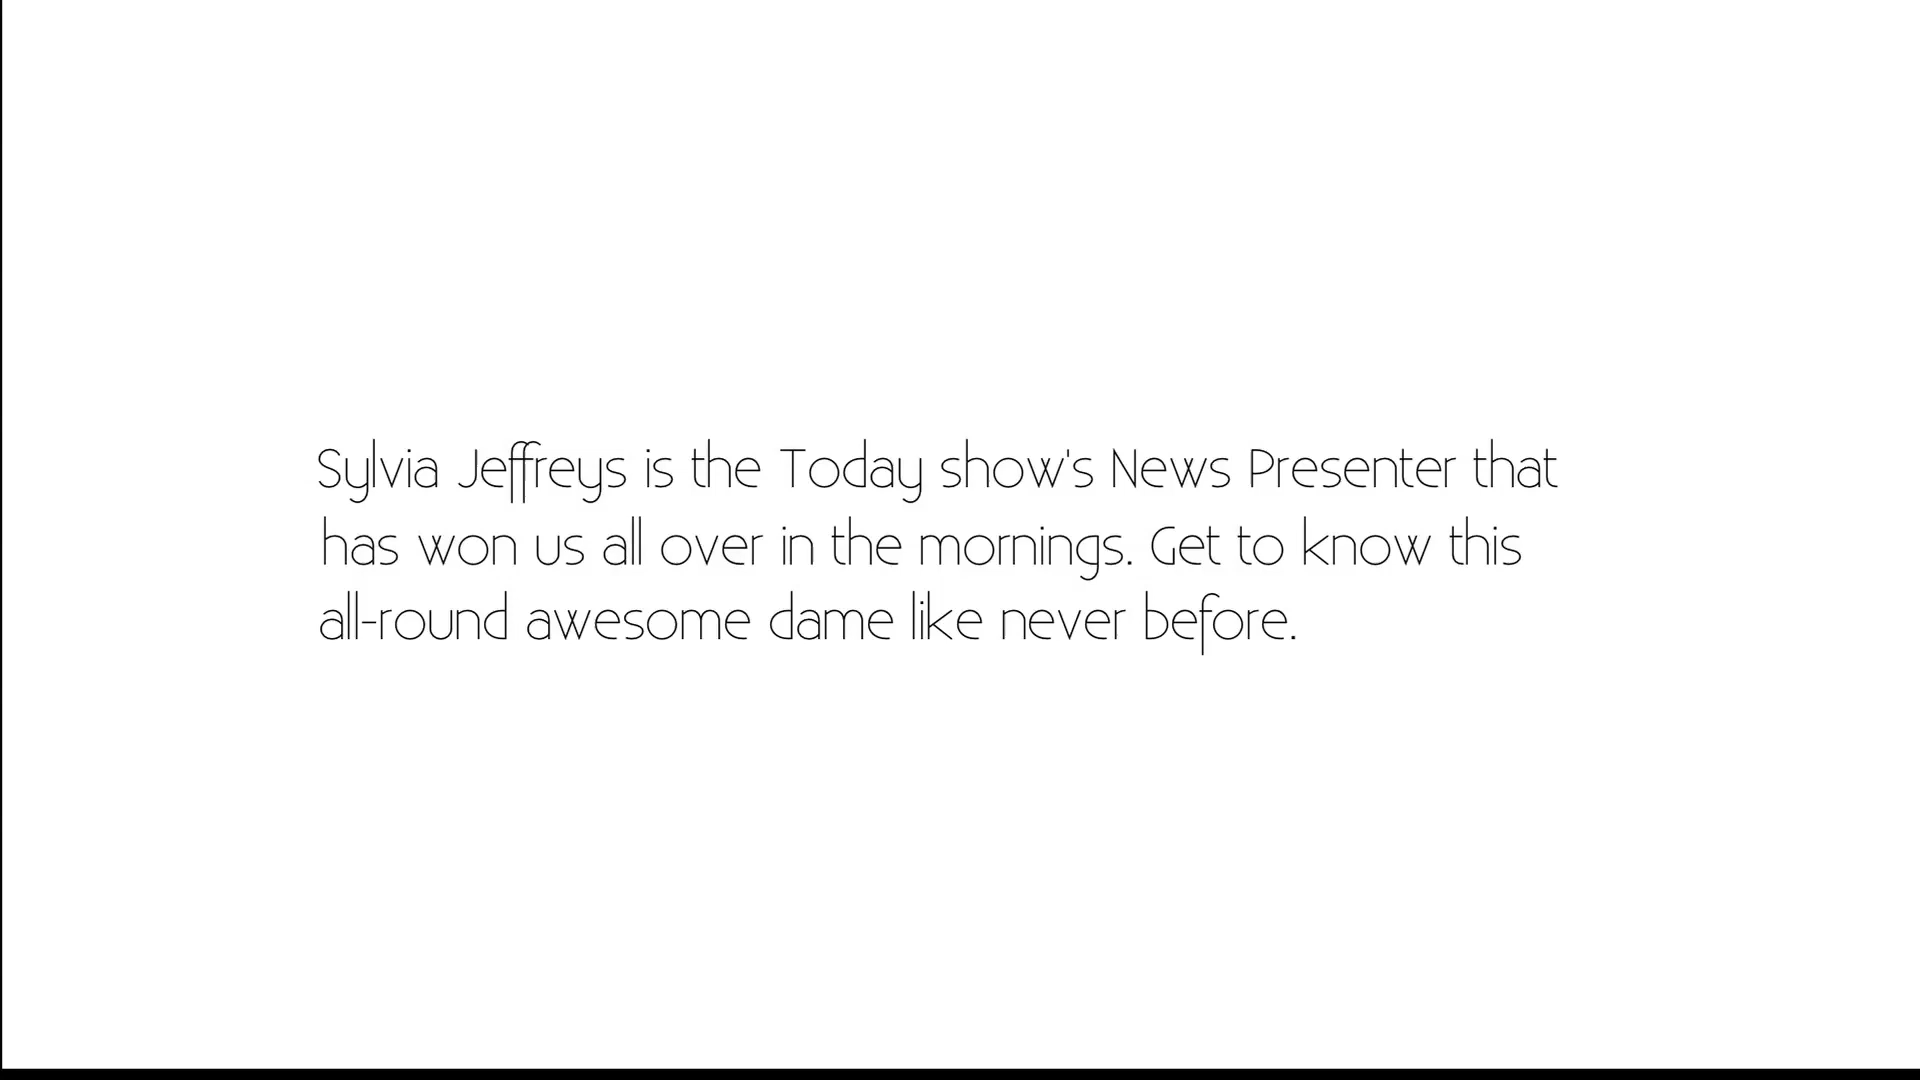 Sylvia Jeffreys is the Today show's News Presenter that
has won us all over in the mornings. Get to know this
all-round awesome dame like never before.